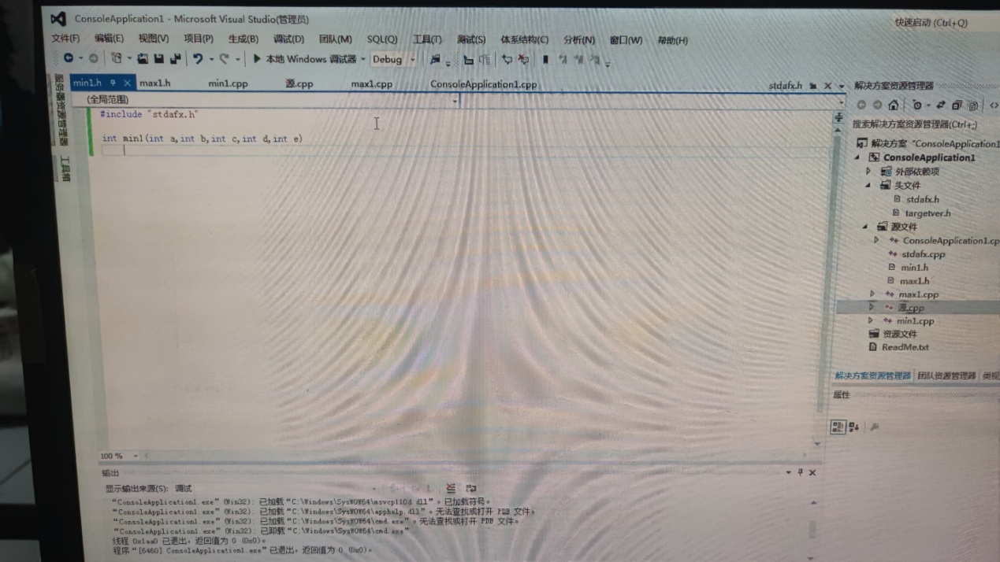 ConsoleApplication1 - Microsoft Visual Studio(管理员)
快速启动 (Ctrl+Q)
文件(F) 编辑(E) 视图(V) 项目(P) 生成(B) 调试(D) 团队(M) SQL(Q) 工具(T) 测试(S) 体系结构(C) 分析(N) 窗口(W) 帮助(H)
本地 Windows 调试器 Debug
服务器资源管理器 工具箱
min1.h max1.h min1.cpp 源.cpp max1.cpp ConsoleApplication1.cpp stdafx.h
(全局范围)
#include "stdafx.h"
int min1(int a,int b,int c,int d,int e)
100 %
解决方案资源管理器
搜索解决方案资源管理器(Ctrl+;)
解决方案 "ConsoleApplication1
ConsoleApplication1
外部依赖项
头文件
stdafx.h
targetver.h
源文件
ConsoleApplication1.cp
stdafx.cpp
min1.h
max1.h
max1.cpp
源.cpp
min1.cpp
资源文件
ReadMe.txt
解决方案资源管理器 团队资源管理器 类视
属性
输出
显示输出来源(S): 调试
"ConsoleApplication1.exe" (Win32): 已加载 "C:\Windows\SysWOW64\msvcp110d.dll"。已加载符号。
"ConsoleApplication1.exe" (Win32): 已加载 "C:\Windows\SysWOW64\apphelp.dll"。无法查找或打开 PDB 文件。
"ConsoleApplication1.exe" (Win32): 已加载 "C:\Windows\SysWOW64\cmd.exe"。无法查找或打开 PDB 文件。
"ConsoleApplication1.exe" (Win32): 已卸载 "C:\Windows\SysWOW64\cmd.exe"
线程 0x1aa0 已退出，返回值为 0 (0x0)。
程序 "[6460] ConsoleApplication1.exe" 已退出，返回值为 0 (0x0)。